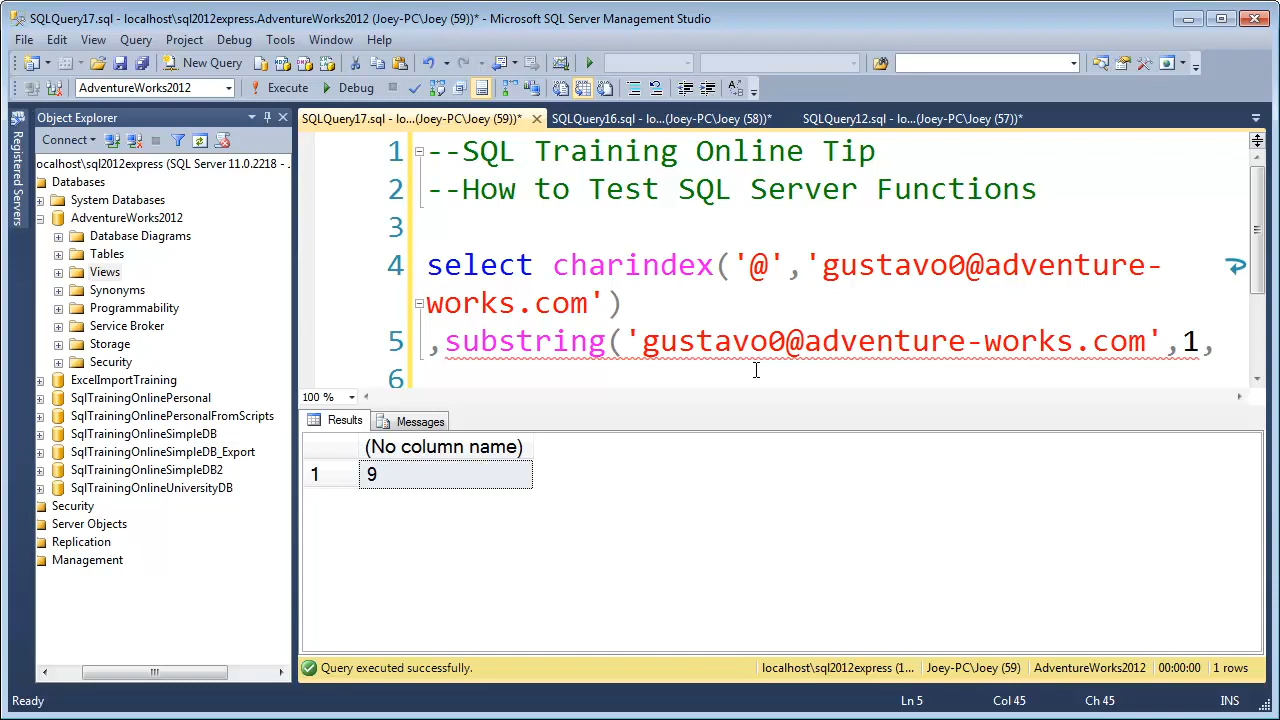 SQLQuery17.sql - localhost\sql2012express.AdventureWorks2012 (Joey-PC\Joey (59))* - Microsoft SQL Server Management Studio
File Edit View Query Project Debug Tools Window Help
New Query
AdventureWorks2012 Execute Debug
Registered Servers
Object Explorer
Connect
ocalhost\sql2012express (SQL Server 11.0.2218 - .
Databases
System Databases
AdventureWorks2012
Database Diagrams
Tables
Views
Synonyms
Programmability
Service Broker
Storage
Security
ExcelImportTraining
SqlTrainingOnlinePersonal
SqlTrainingOnlinePersonalFromScripts
SqlTrainingOnlineSimpleDB
SqlTrainingOnlineSimpleDB_Export
SqlTrainingOnlineSimpleDB2
SqlTrainingOnlineUniversityDB
Security
Server Objects
Replication
Management
SQLQuery17.sql - lo...(Joey-PC\Joey (59))* SQLQuery16.sql - lo...(Joey-PC\Joey (58))* SQLQuery12.sql - lo...(Joey-PC\Joey (57))*
1 --SQL Training Online Tip
2 --How to Test SQL Server Functions
3
4 select charindex('@','gustavo0@adventure-
works.com')
5 ,substring('gustavo0@adventure-works.com',1,
6
100 %
Results Messages
(No column name)
1 9
Query executed successfully. localhost\sql2012express (1... Joey-PC\Joey (59) AdventureWorks2012 00:00:00 1 rows
Ready Ln 5 Col 45 Ch 45 INS